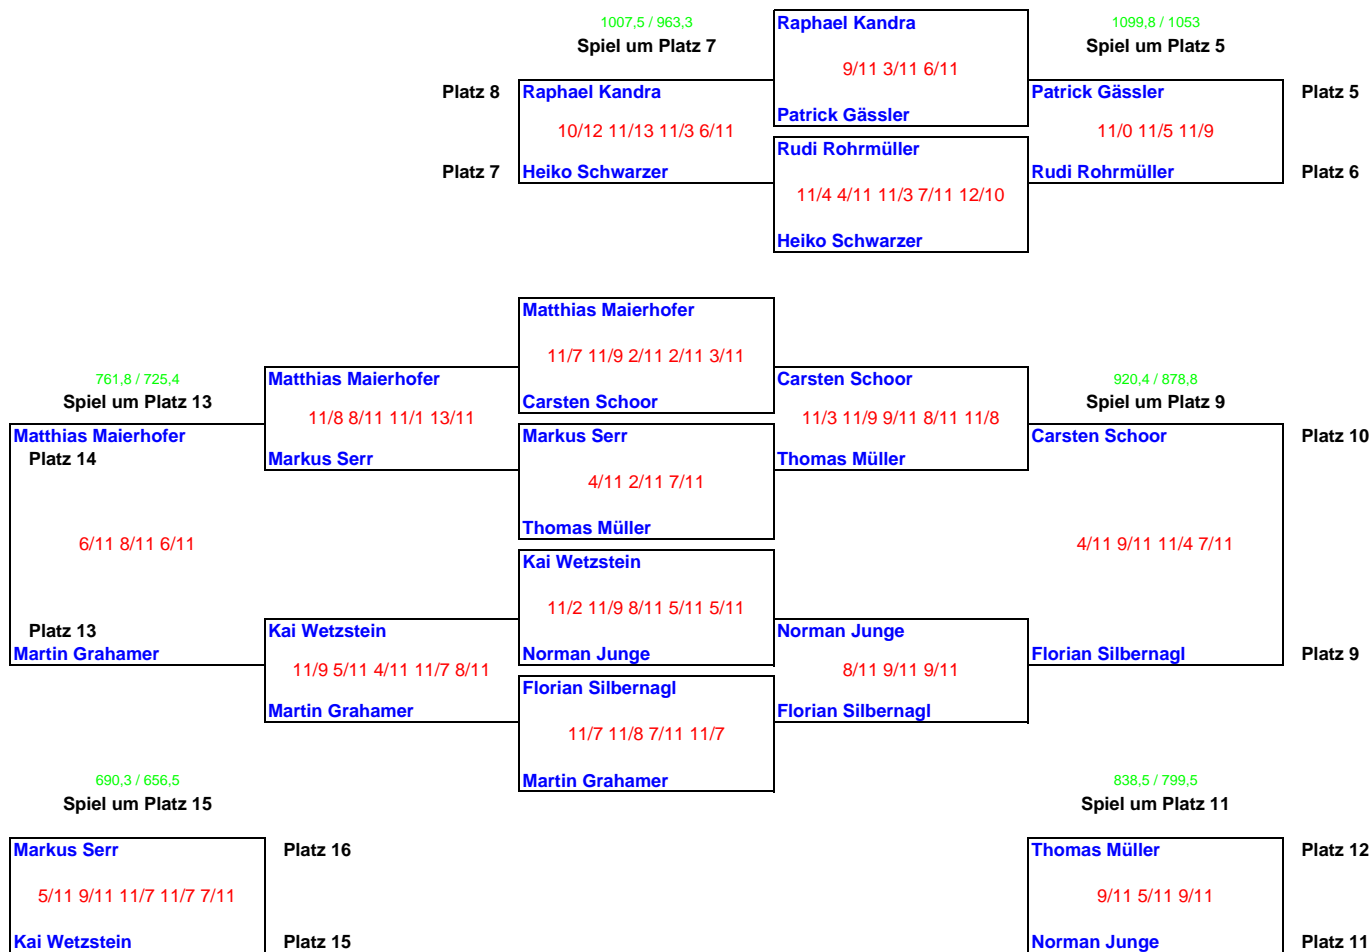 1007,5 / 963,3 Raphael Kandra 1099,8 / 1053
Spiel um Platz 7 Spiel um Platz 5
9/11 3/11 6/11
Platz 8 Raphael Kandra Patrick Gässler Platz 5
Patrick Gässler
10/12 11/13 11/3 6/11 11/0 11/5 11/9
Rudi Rohrmüller
Platz 7 Heiko Schwarzer Rudi Rohrmüller Platz 6
11/4 4/11 11/3 7/11 12/10
Heiko Schwarzer
Matthias Maierhofer
11/7 11/9 2/11 2/11 3/11
761,8 / 725,4 Matthias Maierhofer Carsten Schoor 920,4 / 878,8
Spiel um Platz 13 Carsten Schoor Spiel um Platz 9
11/8 8/11 11/1 13/11 11/3 11/9 9/11 8/11 11/8
Matthias Maierhofer Markus Serr Carsten Schoor Platz 10
Platz 14 Markus Serr Thomas Müller
4/11 2/11 7/11
Thomas Müller
6/11 8/11 6/11 4/11 9/11 11/4 7/11
Kai Wetzstein
11/2 11/9 8/11 5/11 5/11
Platz 13 Kai Wetzstein Norman Junge
Martin Grahamer Norman Junge Florian Silbernagl Platz 9
11/9 5/11 4/11 11/7 8/11 8/11 9/11 9/11
Florian Silbernagl
Martin Grahamer Florian Silbernagl
11/7 11/8 7/11 11/7
690,3 / 656,5 Martin Grahamer 838,5 / 799,5
Spiel um Platz 15 Spiel um Platz 11
Markus Serr Platz 16 Thomas Müller Platz 12
5/11 9/11 11/7 11/7 7/11 9/11 5/11 9/11
Kai Wetzstein Platz 15 Norman Junge Platz 11